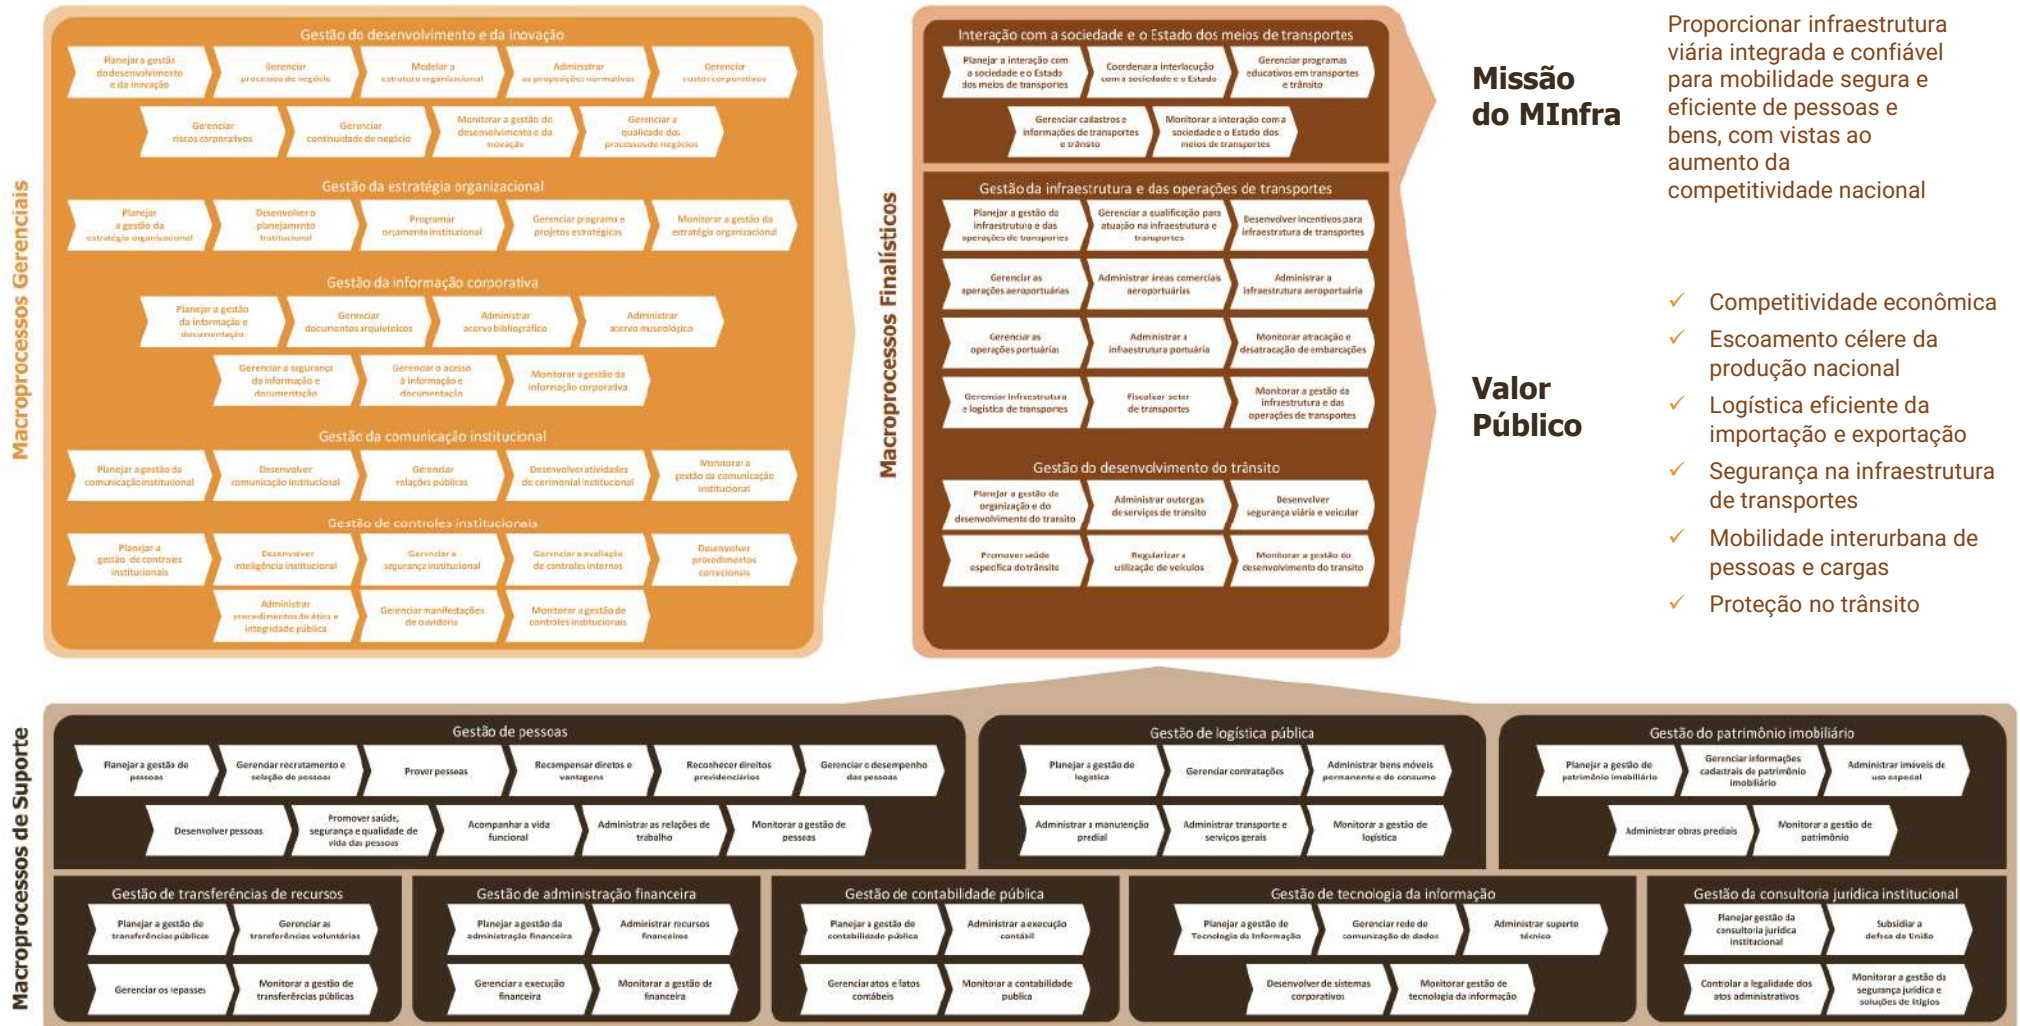 Macroprocessos Gerenciais
Gestão do desenvolvimento e da inovação
Planejar a gestão
do desenvolvimento
e da inovação
Gerenciar
processos de negócio
Modelar a
estrutura organizacional
Administrar
as proposições normativas
Gerenciar
custos corporativos
Gerenciar
riscos corporativos
Gerenciar
continuidade de negócio
Monitorar a gestão do
desenvolvimento e da
inovação
Gerenciar a
qualidade dos
processos de negócios
Gestão da estratégia organizacional
Planejar
a gestão da
estratégia organizacional
Desenvolver o
planejamento
Institucional
Programar
orçamento institucional
Gerenciar programa e
projetos estratégicos
Monitorar a gestão da
estratégia organizacional
Gestão da informação corporativa
Planejar a gestão
da informação e
documentação
Gerenciar
documentos arquivísicos
Administrar
acervo bibliográfico
Administrar
acervo museológico
Gerenciar a segurança
da informação e
documentação
Gerenciar o acesso
à informação e
documentação
Monitorar a gestão da
informação corporativa
Gestão da comunicação institucional
Planejar a gestão da
comunicação institucional
Desenvolver
comunicação institucional
Gerenciar
relações públicas
Desenvolver atividades
de cerimonial institucional
Monitorar a
gestão da comunicação
institucional
Gestão de controles institucionais
Planejar a
gestão de controles
institucionais
Desenvolver
inteligência institucional
Gerenciar a
segurança institucional
Gerenciar a avaliação
de controles internos
Desenvolver
procedimentos
correcionais
Administrar
procedimentos de ética e
integridade pública
Gerenciar manifestações
de ouvidoria
Monitorar a gestão de
controles institucionais
Macroprocessos Finalísticos
Interação com a sociedade e o Estado dos meios de transportes
Planejar a interação com
a sociedade e o Estado
dos meios de transportes
Coordenar a interlocução
com a sociedade e o Estado
Gerenciar programas
educativos em transportes
e trânsito
Gerenciar cadastros e
informações de transportes
e trânsito
Monitorar a interação com a
sociedade e o Estado dos
meios de transportes
Gestão da infraestrutura e das operações de transportes
Planejar a gestão da
infraestrutura e das
operações de transportes
Gerenciar a qualificação para
atuação na infraestrutura e
transportes
Desenvolver incentivos para
infraestrutura de transportes
Gerenciar as
operações aeroportuárias
Administrar áreas comerciais
aeroportuárias
Administrar a
infraestrutura aeroportuária
Gerenciar as
operações portuárias
Administrar a
infraestrutura portuária
Monitorar atracação e
desatracação de embarcações
Gerenciar infraestrutura
e logística de transportes
Fiscalizar setor
de transportes
Monitorar a gestão da
infraestrutura e das
operações de transportes
Gestão do desenvolvimento do trânsito
Planejar a gestão da
organização e do
desenvolvimento do transito
Administrar outorgas
de serviços de transito
Desenvolver
segurança viária e veicular
Promover saúde
especifica do trânsito
Regularizar a
utilização de veículos
Monitorar a gestão do
desenvolvimento do transito
Missão
do MInfra
Proporcionar infraestrutura
viária integrada e confiável
para mobilidade segura e
eficiente de pessoas e
bens, com vistas ao
aumento da
competitividade nacional
Valor
Público
✓ Competitividade econômica
✓ Escoamento célere da
produção nacional
✓ Logística eficiente da
importação e exportação
✓ Segurança na infraestrutura
de transportes
✓ Mobilidade interurbana de
pessoas e cargas
✓ Proteção no trânsito
Macroprocessos de Suporte
Gestão de pessoas
Planejar a gestão de
pessoas
Gerenciar recrutamento e
seleção de pessoas
Prover pessoas
Recompensar diretos e
vantagens
Reconhecer direitos
previdenciários
Gerenciar o desempenho
das pessoas
Desenvolver pessoas
Promover saúde,
segurança e qualidade de
vida das pessoas
Acompanhar a vida
funcional
Administrar as relações de
trabalho
Monitorar a gestão de
pessoas
Gestão de logística pública
Planejar a gestão de
logística
Gerenciar contratações
Administrar bens móveis
permanente e de consumo
Administrar a manutenção
predial
Administrar transporte e
serviços gerais
Monitorar a gestão de
logística
Gestão do patrimônio imobiliário
Planejar a gestão de
patrimônio imobiliário
Gerenciar informações
cadastrais de patrimônio
imobiliário
Administrar imóveis de
uso especial
Administrar obras prediais
Monitorar a gestão de
patrimônio
Gestão de transferências de recursos
Planejar a gestão de
transferências públicas
Gerenciar as
transferências voluntárias
Gerenciar os repasses
Monitorar a gestão de
transferências públicas
Gestão de administração financeira
Planejar a gestão da
administração financeira
Administrar recursos
financeiros
Gerenciar a execução
financeira
Monitorar a gestão de
financeira
Gestão de contabilidade pública
Planejar a gestão de
contabilidade pública
Administrar a execução
contábil
Gerenciar atos e fatos
contábeis
Monitorar a contabilidade
publica
Gestão de tecnologia da informação
Planejar a gestão de
Tecnologia da Informação
Gerenciar rede de
comunicação de dados
Administrar suporte
técnico
Desenvolver de sistemas
corporativos
Monitorar gestão de
tecnologia da informação
Gestão da consultoria jurídica institucional
Planejar gestão da
consultoria jurídica
institucional
Subsidiar a
defesa da União
Controlar a legalidade dos
atos administrativos
Monitorar a gestão da
segurança jurídica e
soluções de litígios